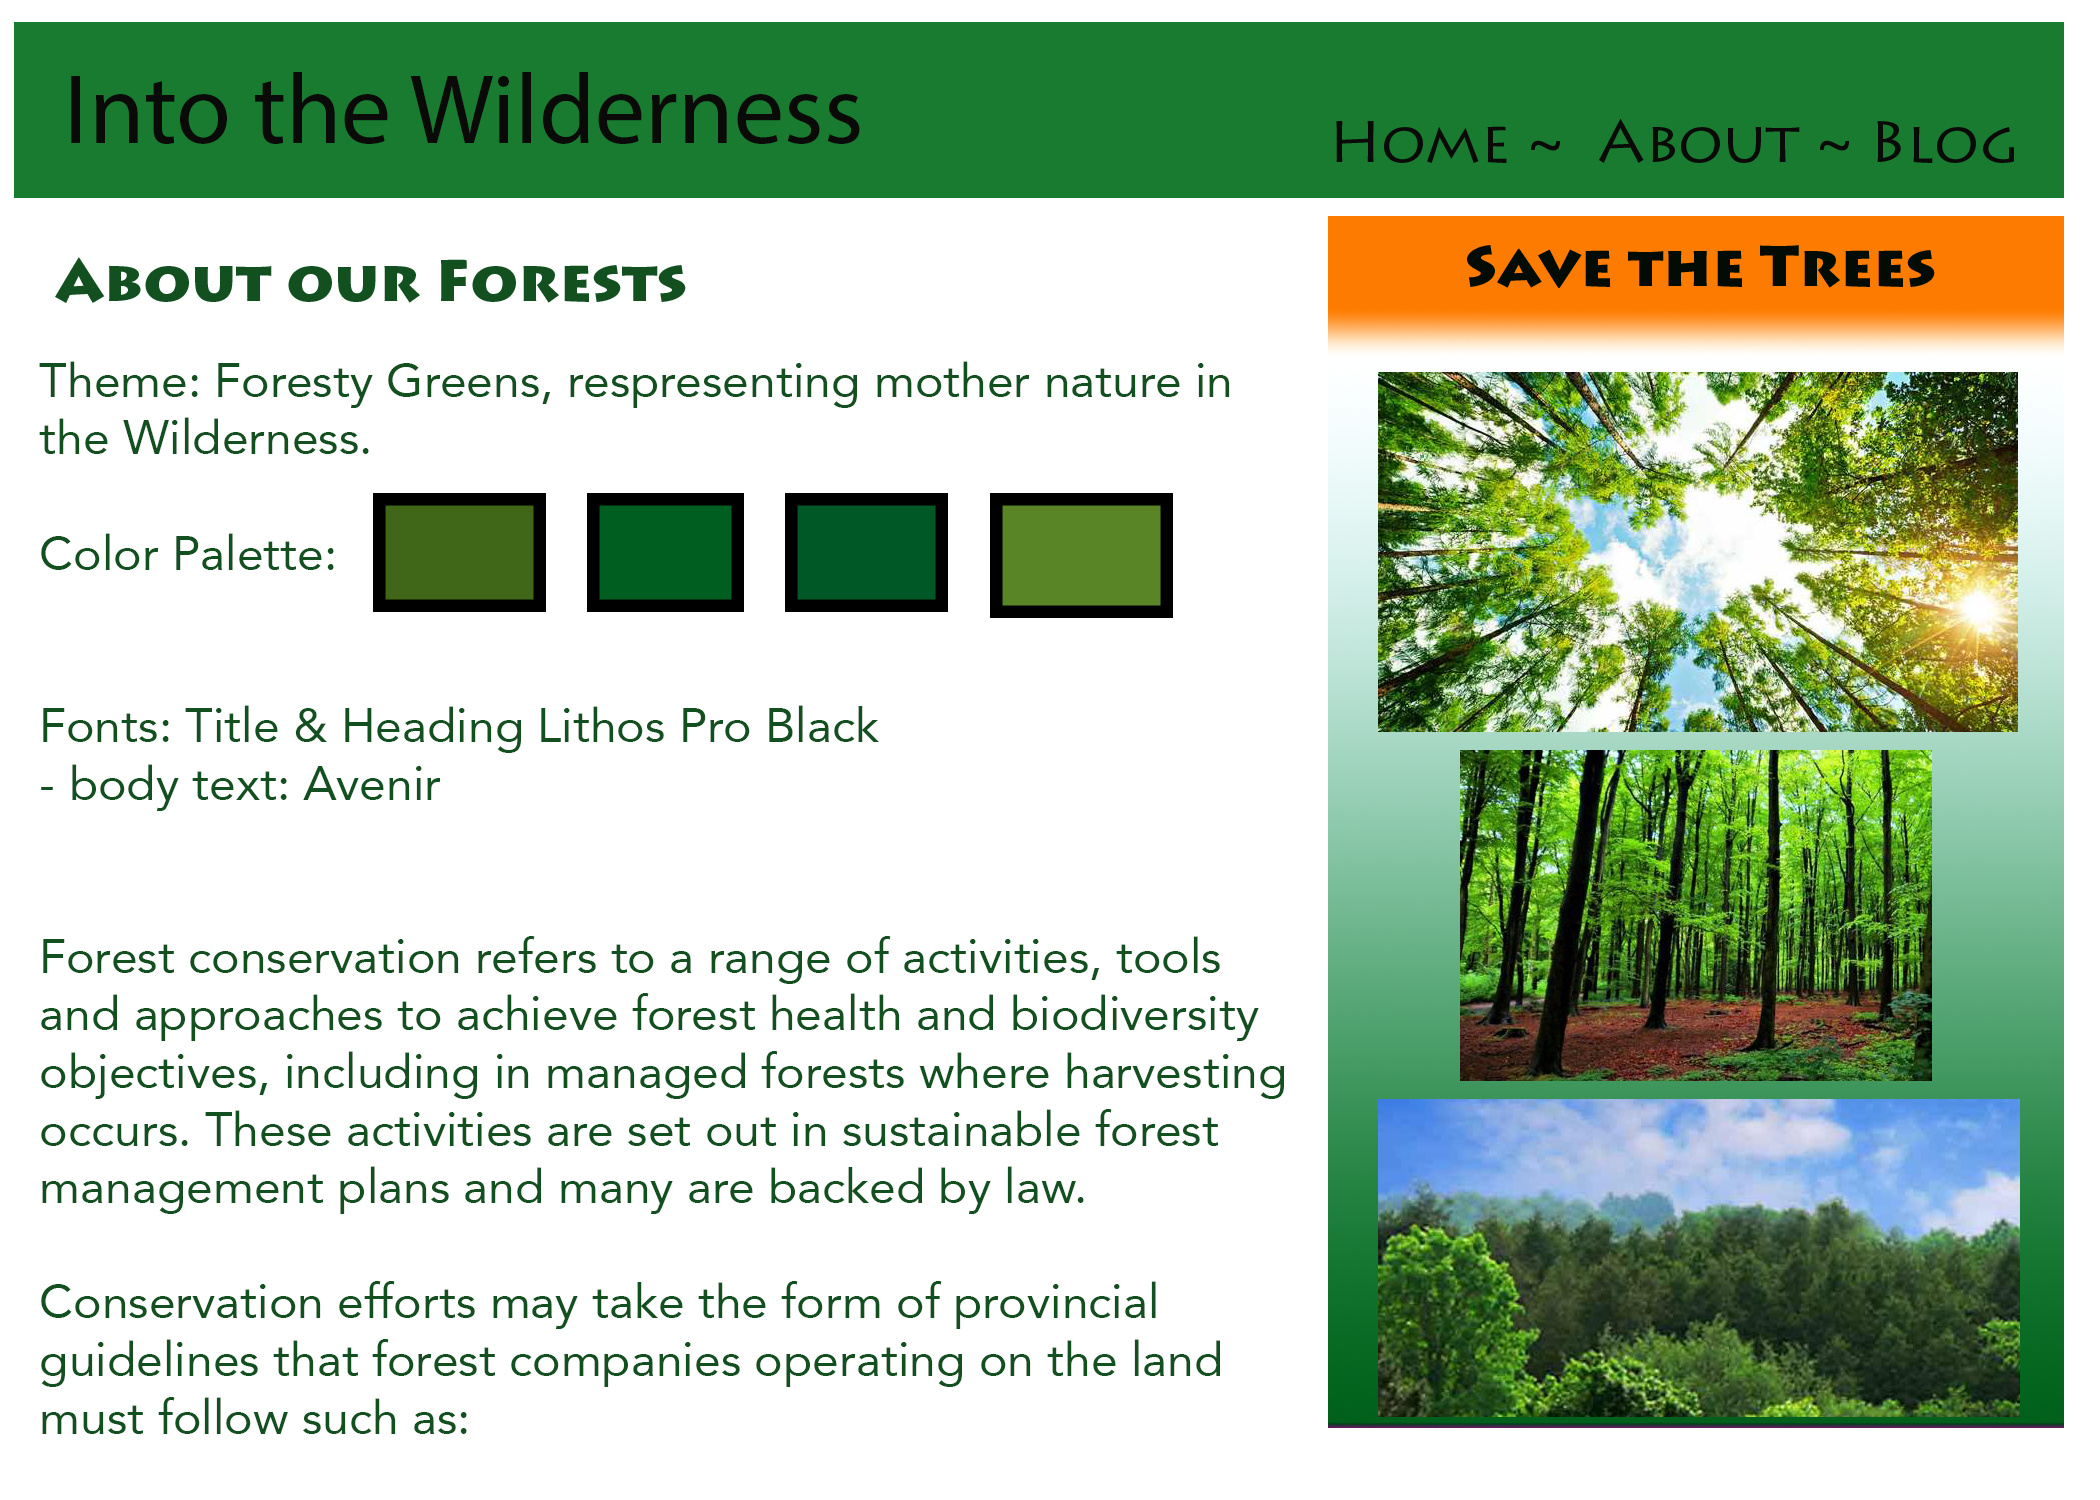 Into the Wilderness
Home ~ About ~ Blog
About our Forests
Theme: Foresty Greens, respresenting mother nature in
the Wilderness.
Color Palette:
Fonts: Title & Heading Lithos Pro Black
- body text: Avenir
Forest conservation refers to a range of activities, tools
and approaches to achieve forest health and biodiversity
objectives, including in managed forests where harvesting
occurs. These activities are set out in sustainable forest
management plans and many are backed by law.
Conservation efforts may take the form of provincial
guidelines that forest companies operating on the land
must follow such as:
Save the Trees